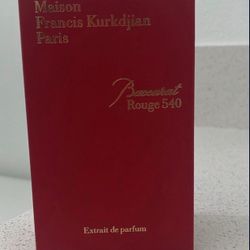 Maison
Francis Kurkdjian
Paris
Baccarat
Rouge 540
Extrait de parfum